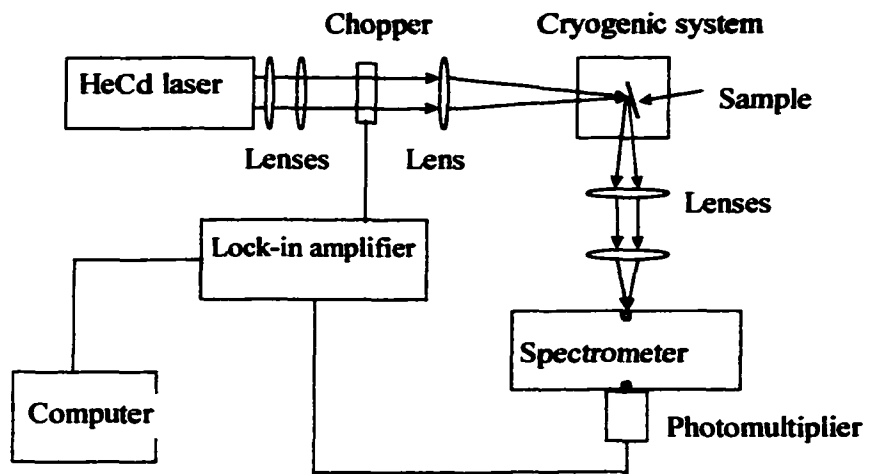 Chopper
Cryogenic system
HeCd laser
Sample
Lenses
Lens
Lenses
Lock-in amplifier
Spectrometer
Computer
Photomultiplier